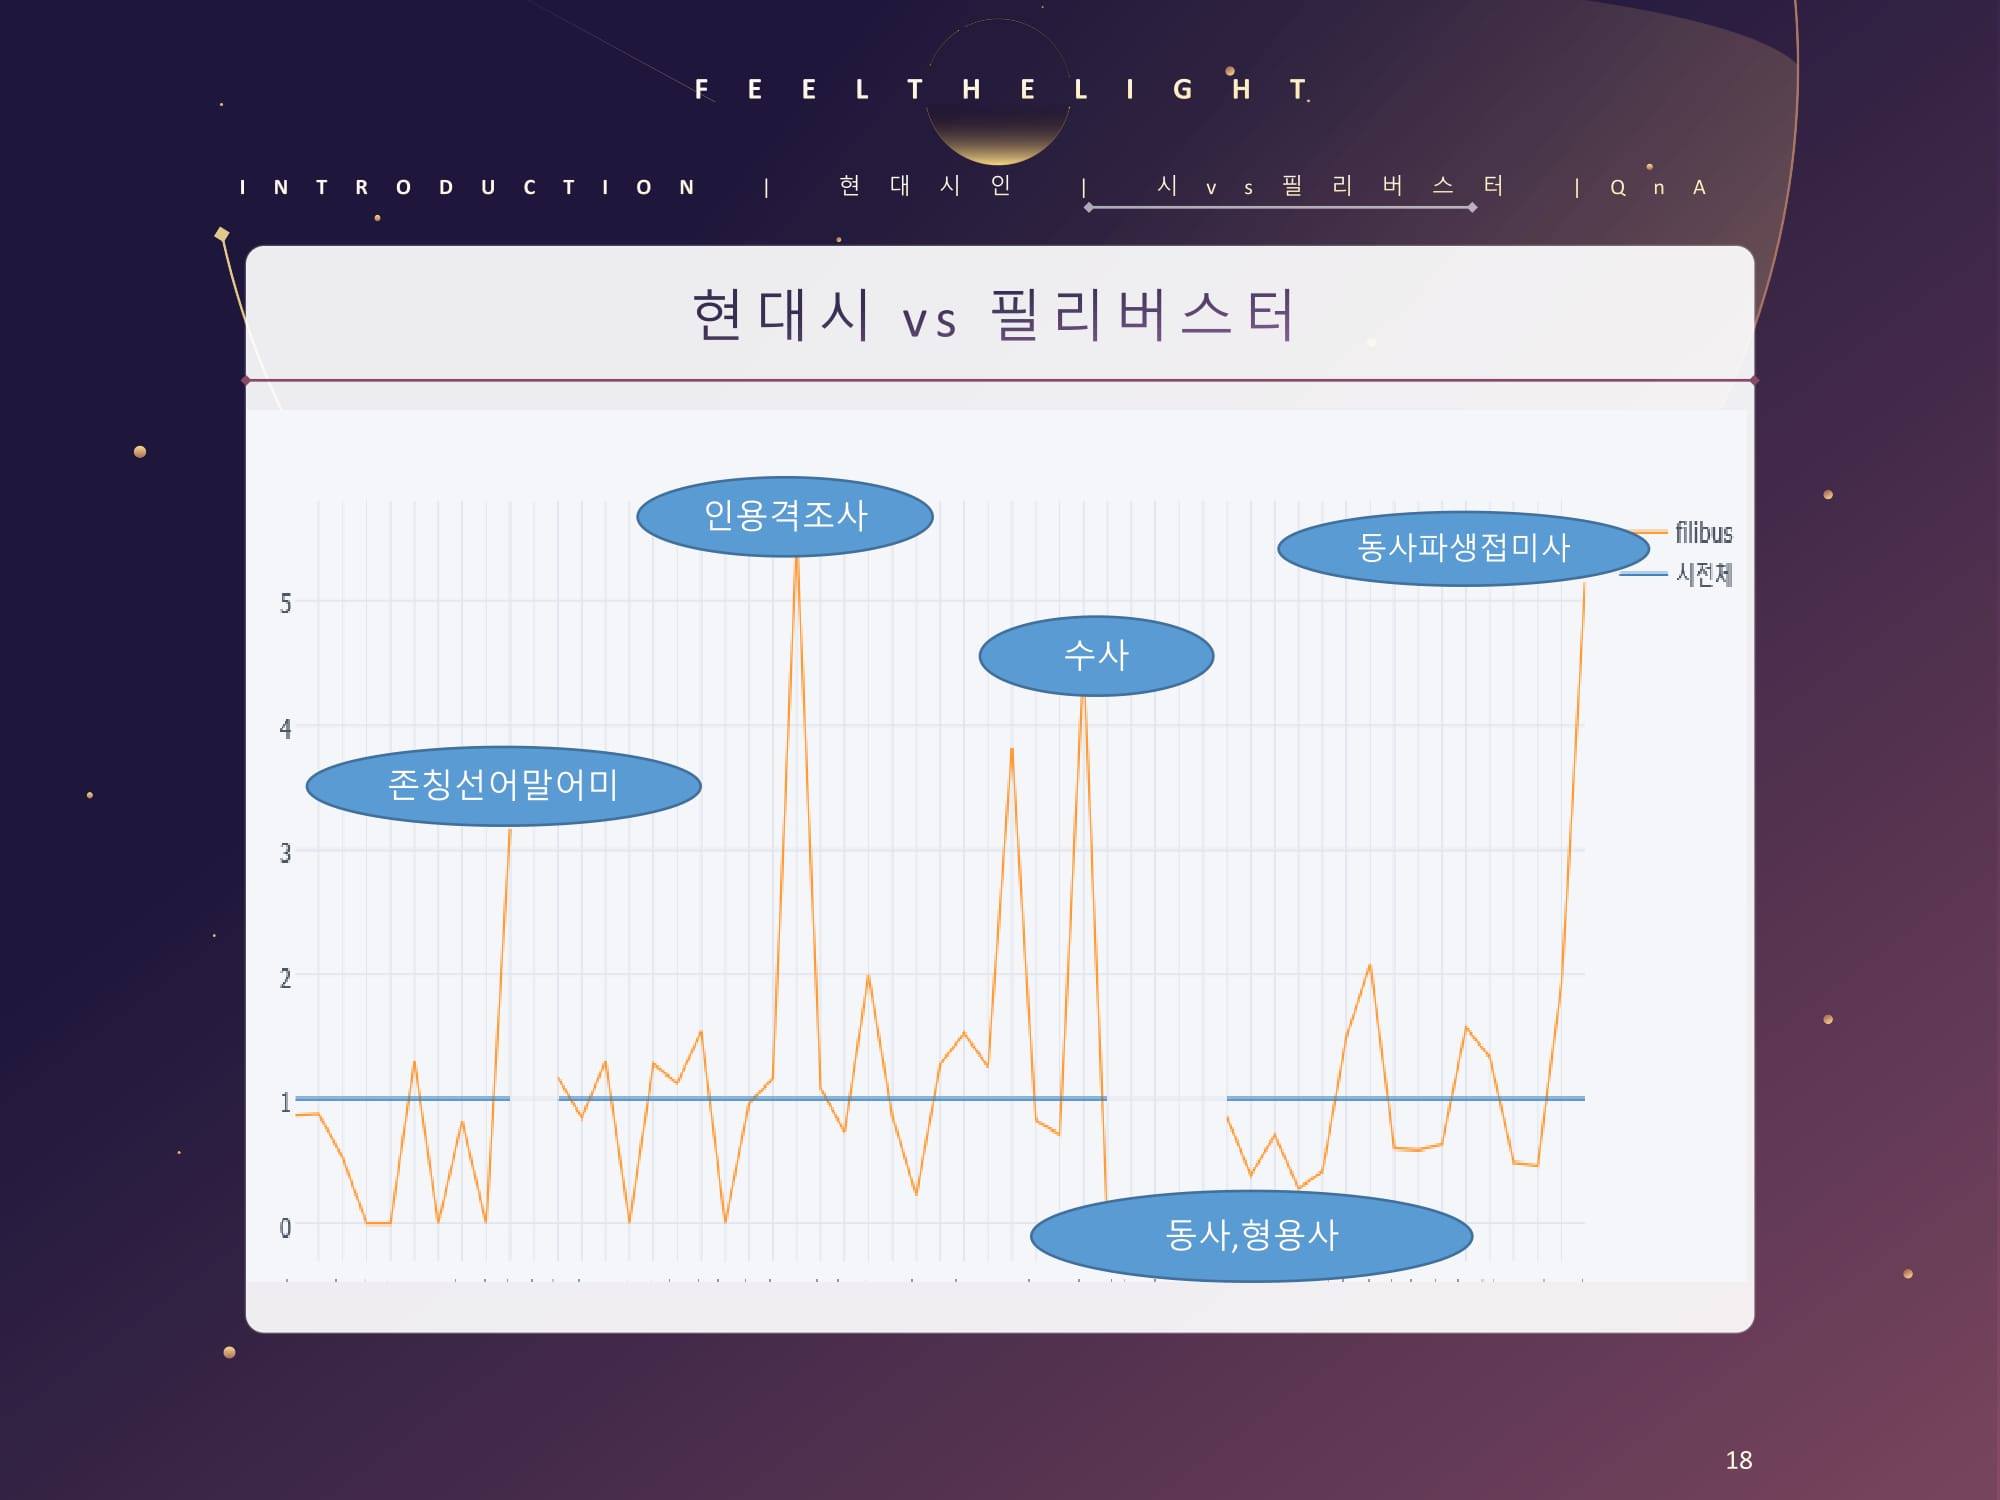 FEELTHELIGHT
INTRODUCTION | 현대시인 | 시vs필리버스터 | QnA
현대시 vs 필리버스터
인용격조사
동사파생접미사
filibus
시전체
5
수사
4
존칭선어말어미
3
2
1
0
동사,형용사
18